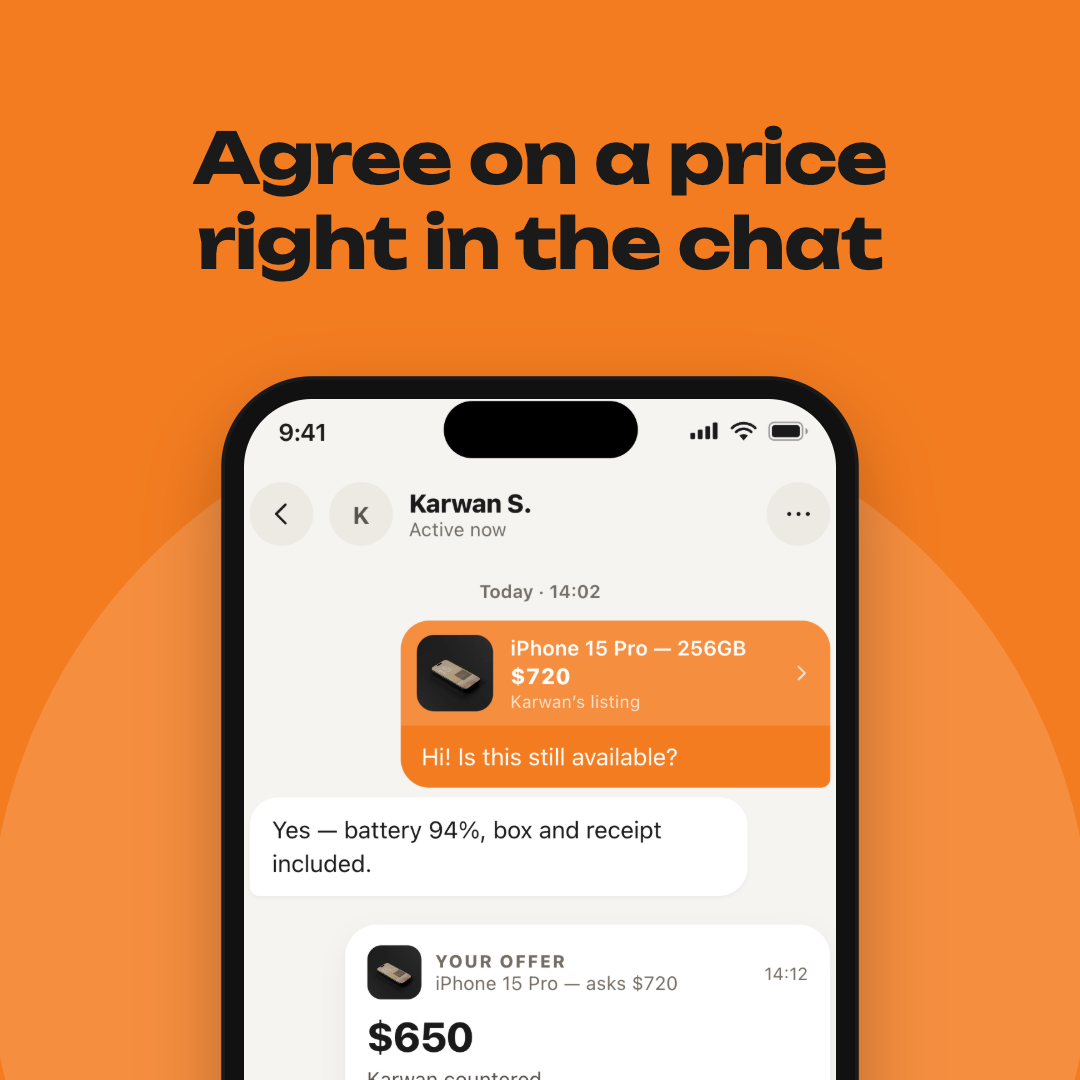 Agree on a price
right in the chat
9:41
K
Karwan S.
Active now
Today · 14:02
iPhone 15 Pro — 256GB
$720
Karwan's listing
Hi! Is this still available?
Yes — battery 94%, box and receipt
included.
YOUR OFFER
iPhone 15 Pro — asks $720
14:12
$650
Karwan countered